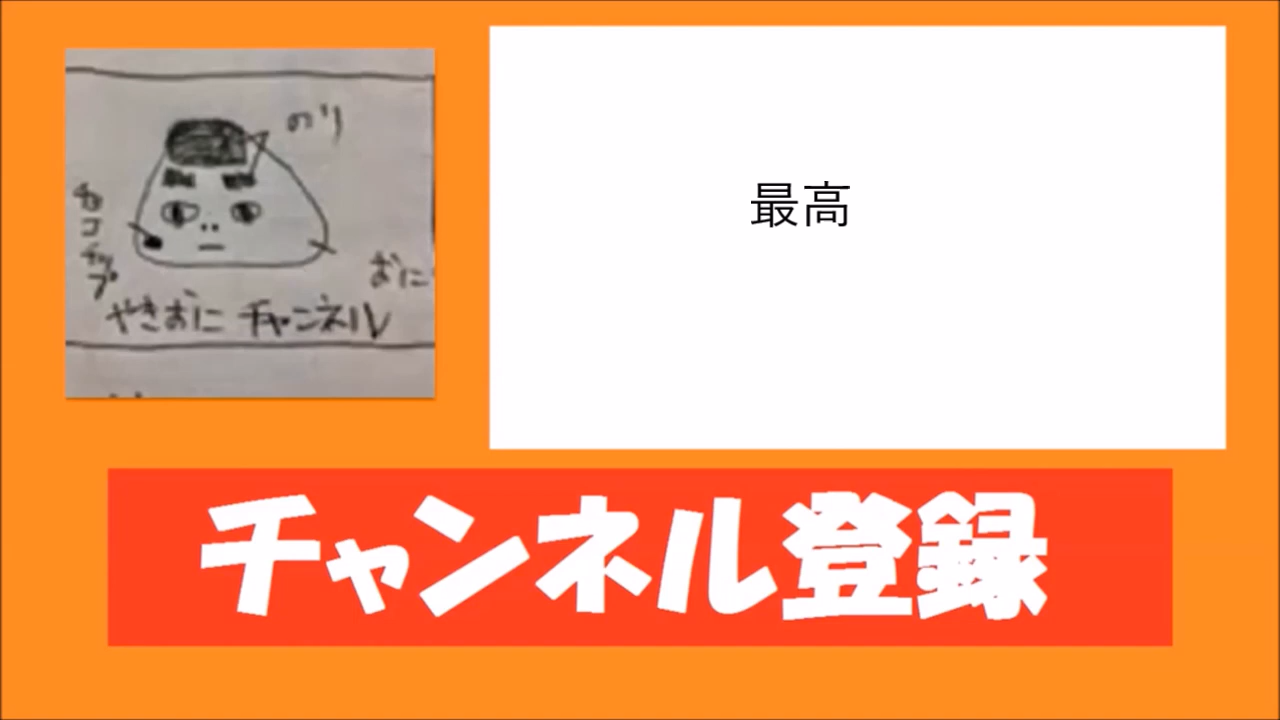 のり
チョコチップ
おに
やきおに チャンネル
最高
チャンネル登録